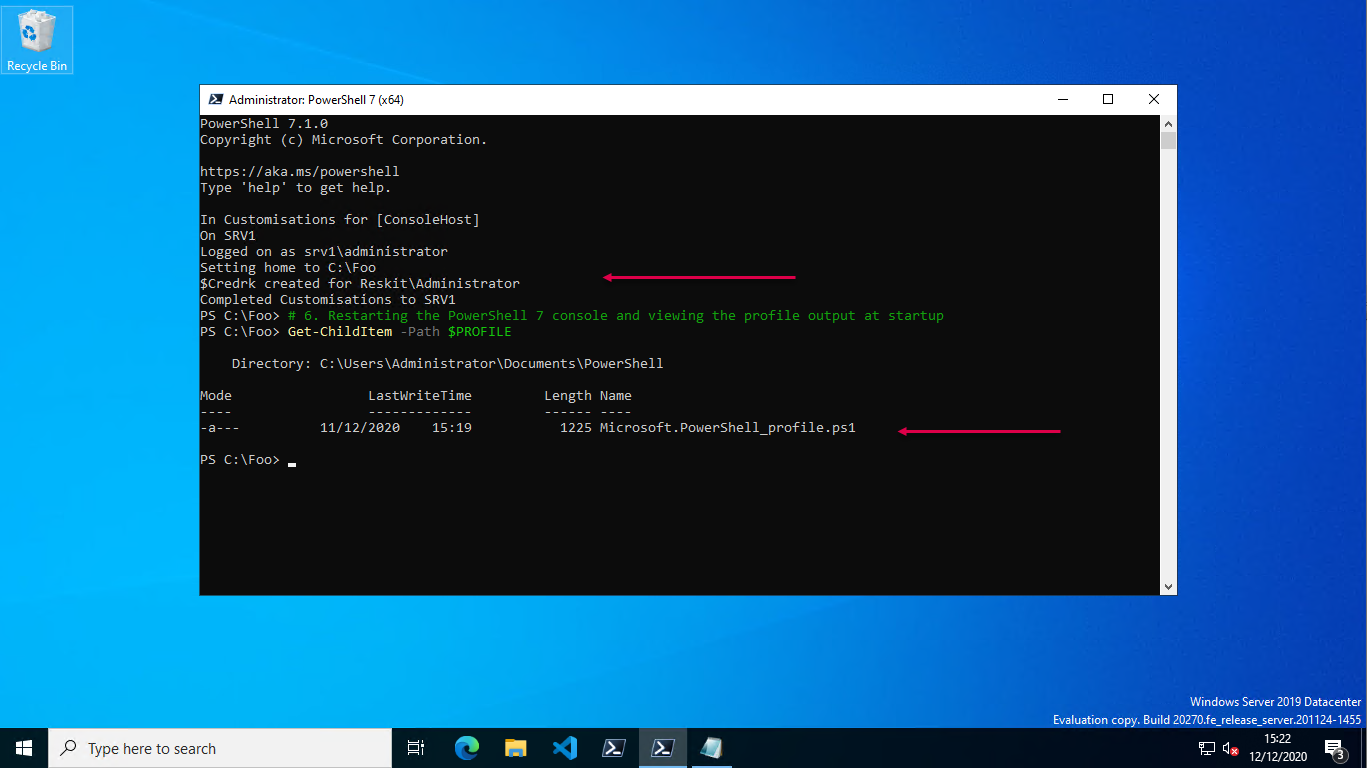 Recycle Bin
Administrator: PowerShell 7 (x64)
PowerShell 7.1.0
Copyright (c) Microsoft Corporation.
https://aka.ms/powershell
Type 'help' to get help.
In Customisations for [ConsoleHost]
On SRV1
Logged on as srv1\administrator
Setting home to C:\Foo
$Credrk created for Reskit\Administrator
Completed Customisations to SRV1
PS C:\Foo> # 6. Restarting the PowerShell 7 console and viewing the profile output at startup
PS C:\Foo> Get-ChildItem -Path $PROFILE
Directory: C:\Users\Administrator\Documents\PowerShell
Mode LastWriteTime Length Name
---- ------------- ------ ----
-a--- 11/12/2020 15:19 1225 Microsoft.PowerShell_profile.ps1
PS C:\Foo>
Windows Server 2019 Datacenter
Evaluation copy. Build 20270.fe_release_server.201124-1455
Type here to search
15:22
12/12/2020
3